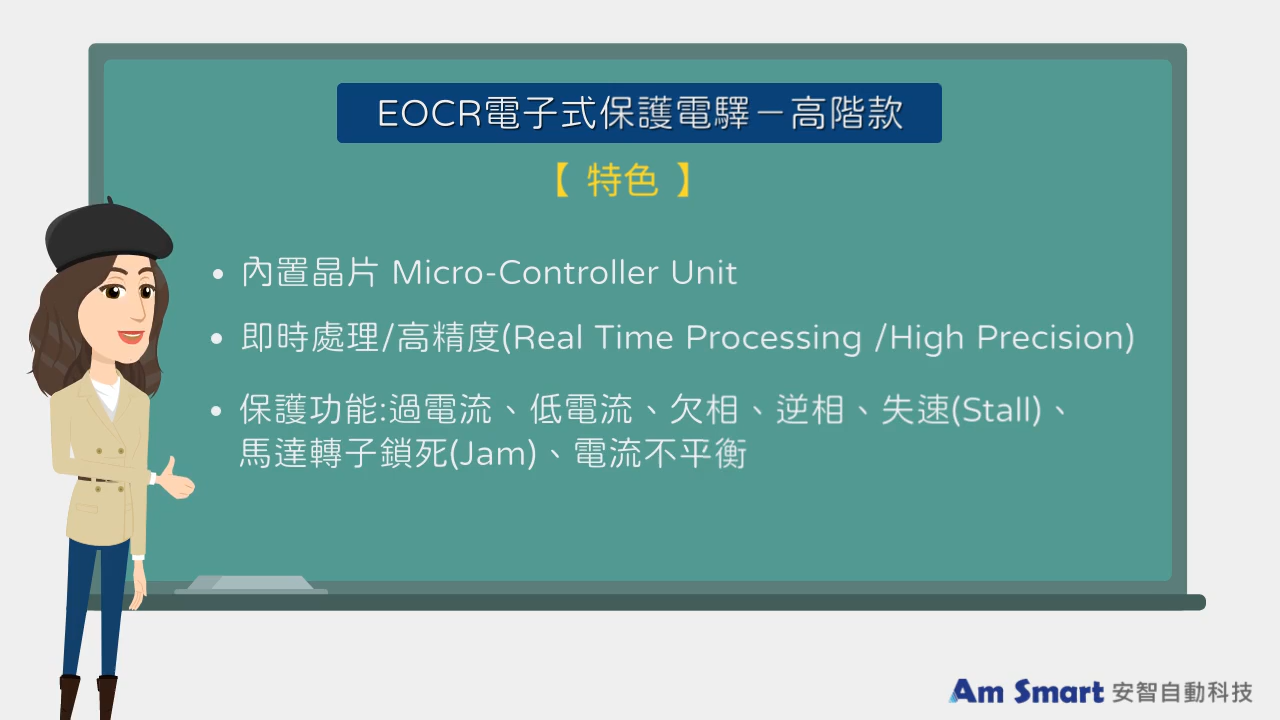 EOCR電子式保護電驛－高階款
【 特色 】
• 內置晶片 Micro-Controller Unit
• 即時處理/高精度(Real Time Processing /High Precision)
• 保護功能:過電流、低電流、欠相、逆相、失速(Stall)、
馬達轉子鎖死(Jam)、電流不平衡
Am Smart 安智自動科技